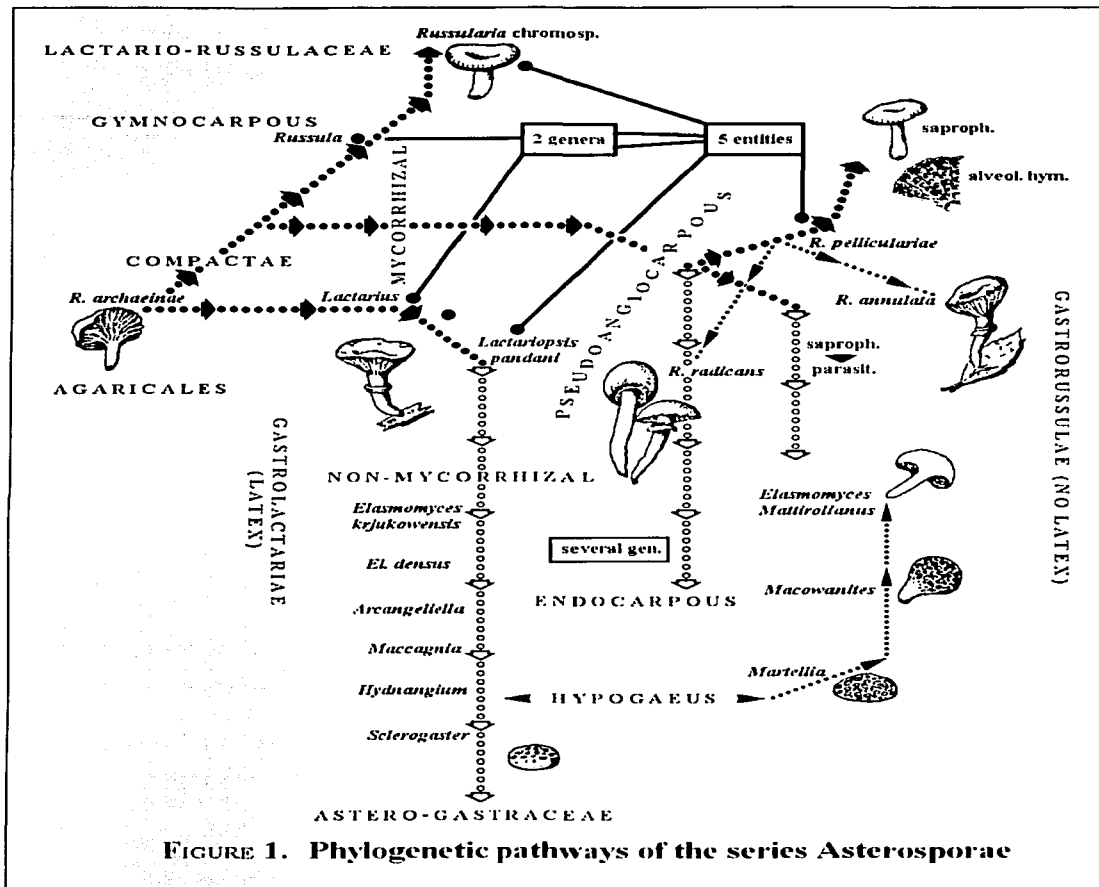 Russularia chromosp.
LACTARIO-RUSSULACEAE
GYMNOCARPOUS
Russula
2 genera
5 entities
saproph.
alveol. hym.
MYCORRHIZAL
PSEUDOANGIOCARPOUS
R. pelliculariae
COMPACTAE
R. archaeinae
Lactarius
R. annulata
Lactariopsis
pandani
saproph.
parasit.
R. radicans
AGARICALES
GASTROLACTARIAE
(LATEX)
GASTRORUSSULAE (NO LATEX)
NON-MYCORRHIZAL
Elasmomyces
krjukowensis
Elasmomyces
Mattirolianus
several gen.
El. densus
ENDOCARPOUS
Macowanites
Arcangeliella
Maccagnia
Martellia
Hydnangium
HYPOGAEUS
Sclerogaster
ASTERO-GASTRACEAE
FIGURE 1. Phylogenetic pathways of the series Asterosporae